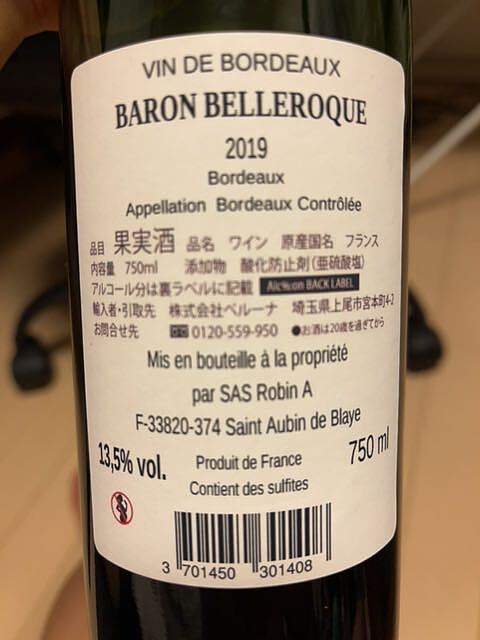 VIN DE BORDEAUX
BARON BELLEROQUE
2019
Bordeaux
Appellation Bordeaux Contrôlée
品目 果実酒 品名 ワイン 原産国名 フランス
内容量 750ml 添加物 酸化防止剤(亜硫酸塩)
アルコール分は裏ラベルに記載 Alc%:on BACK LABEL
輸入者・引取先 株式会社ベルーナ 埼玉県上尾市宮本町4-2
お問合せ先 0120-559-950 ●お酒は20歳を過ぎてから
Mis en bouteille à la propriété
par SAS Robin A
F-33820-374 Saint Aubin de Blaye
13,5% vol. Produit de France 750 ml
Contient des sulfites
3 701450 301408